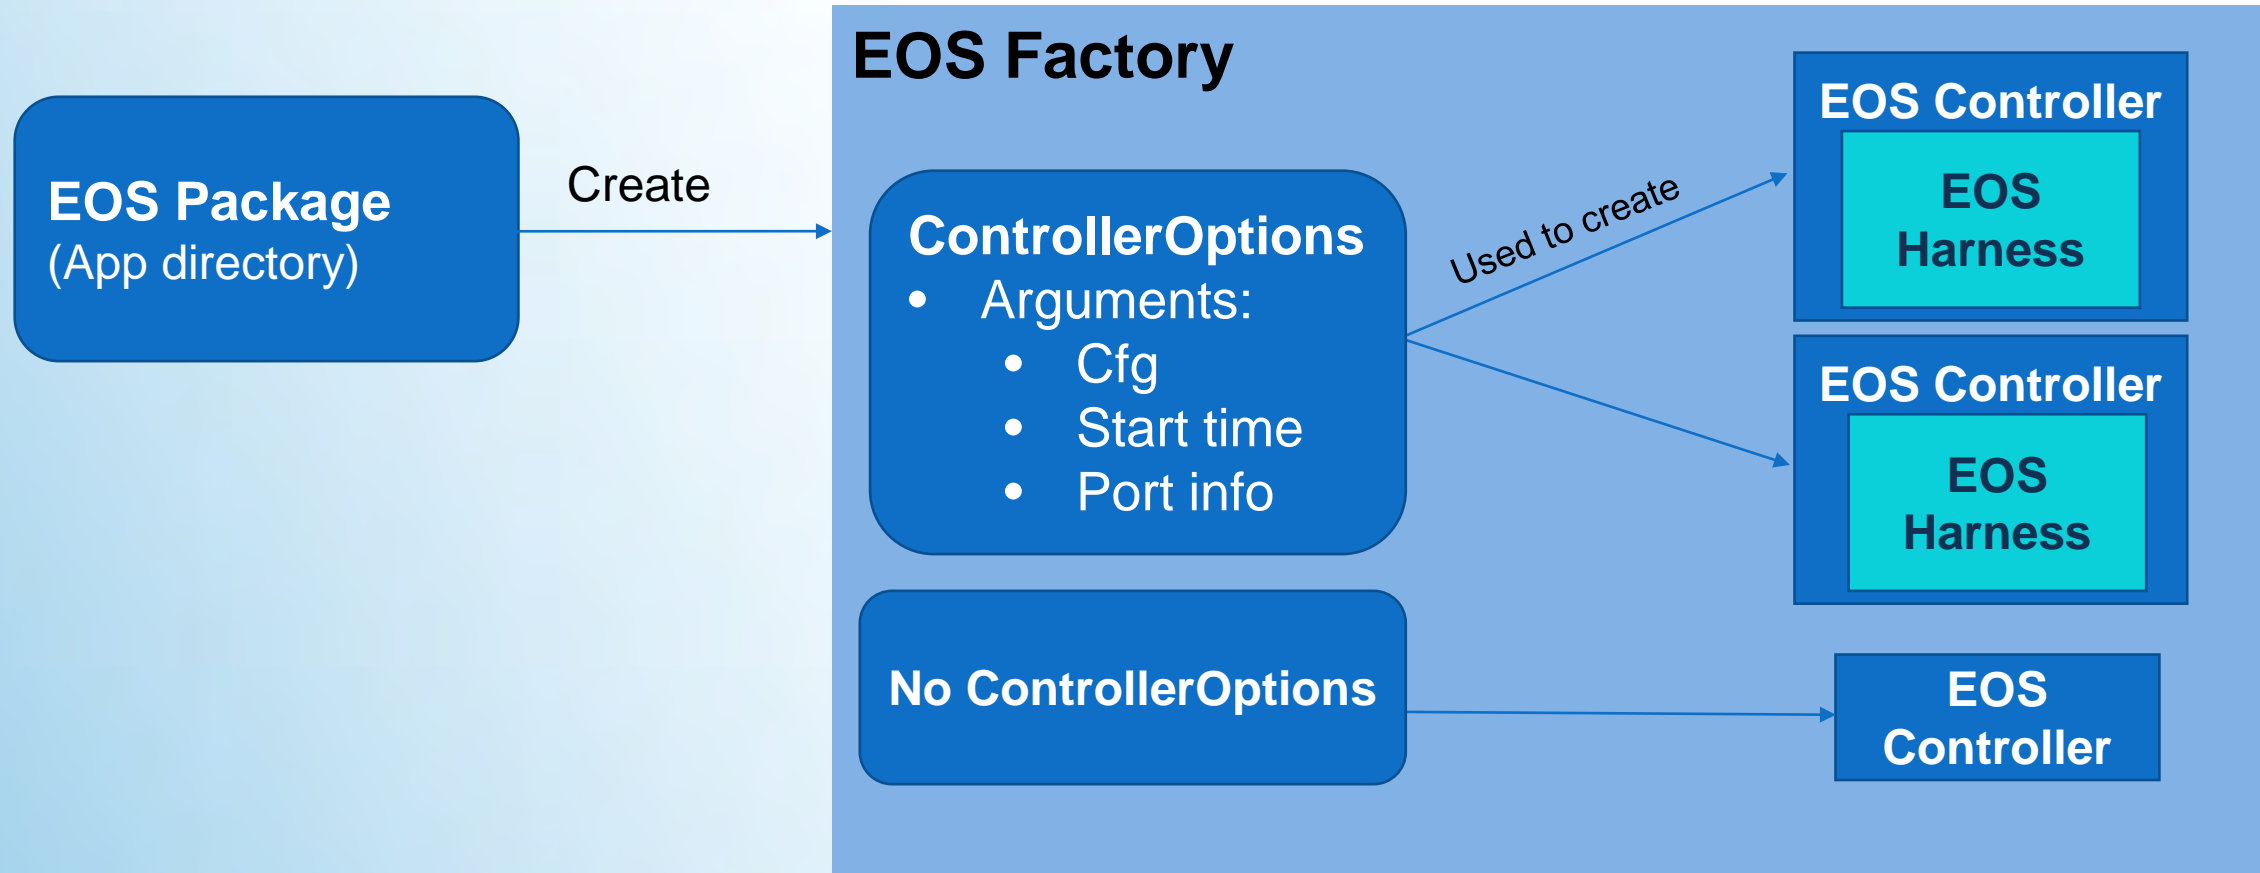 EOS Package
(App directory)
Create
EOS Factory
ControllerOptions
• Arguments:
• Cfg
• Start time
• Port info
No ControllerOptions
Used to create
EOS Controller
EOS
Harness
EOS Controller
EOS
Harness
EOS
Controller